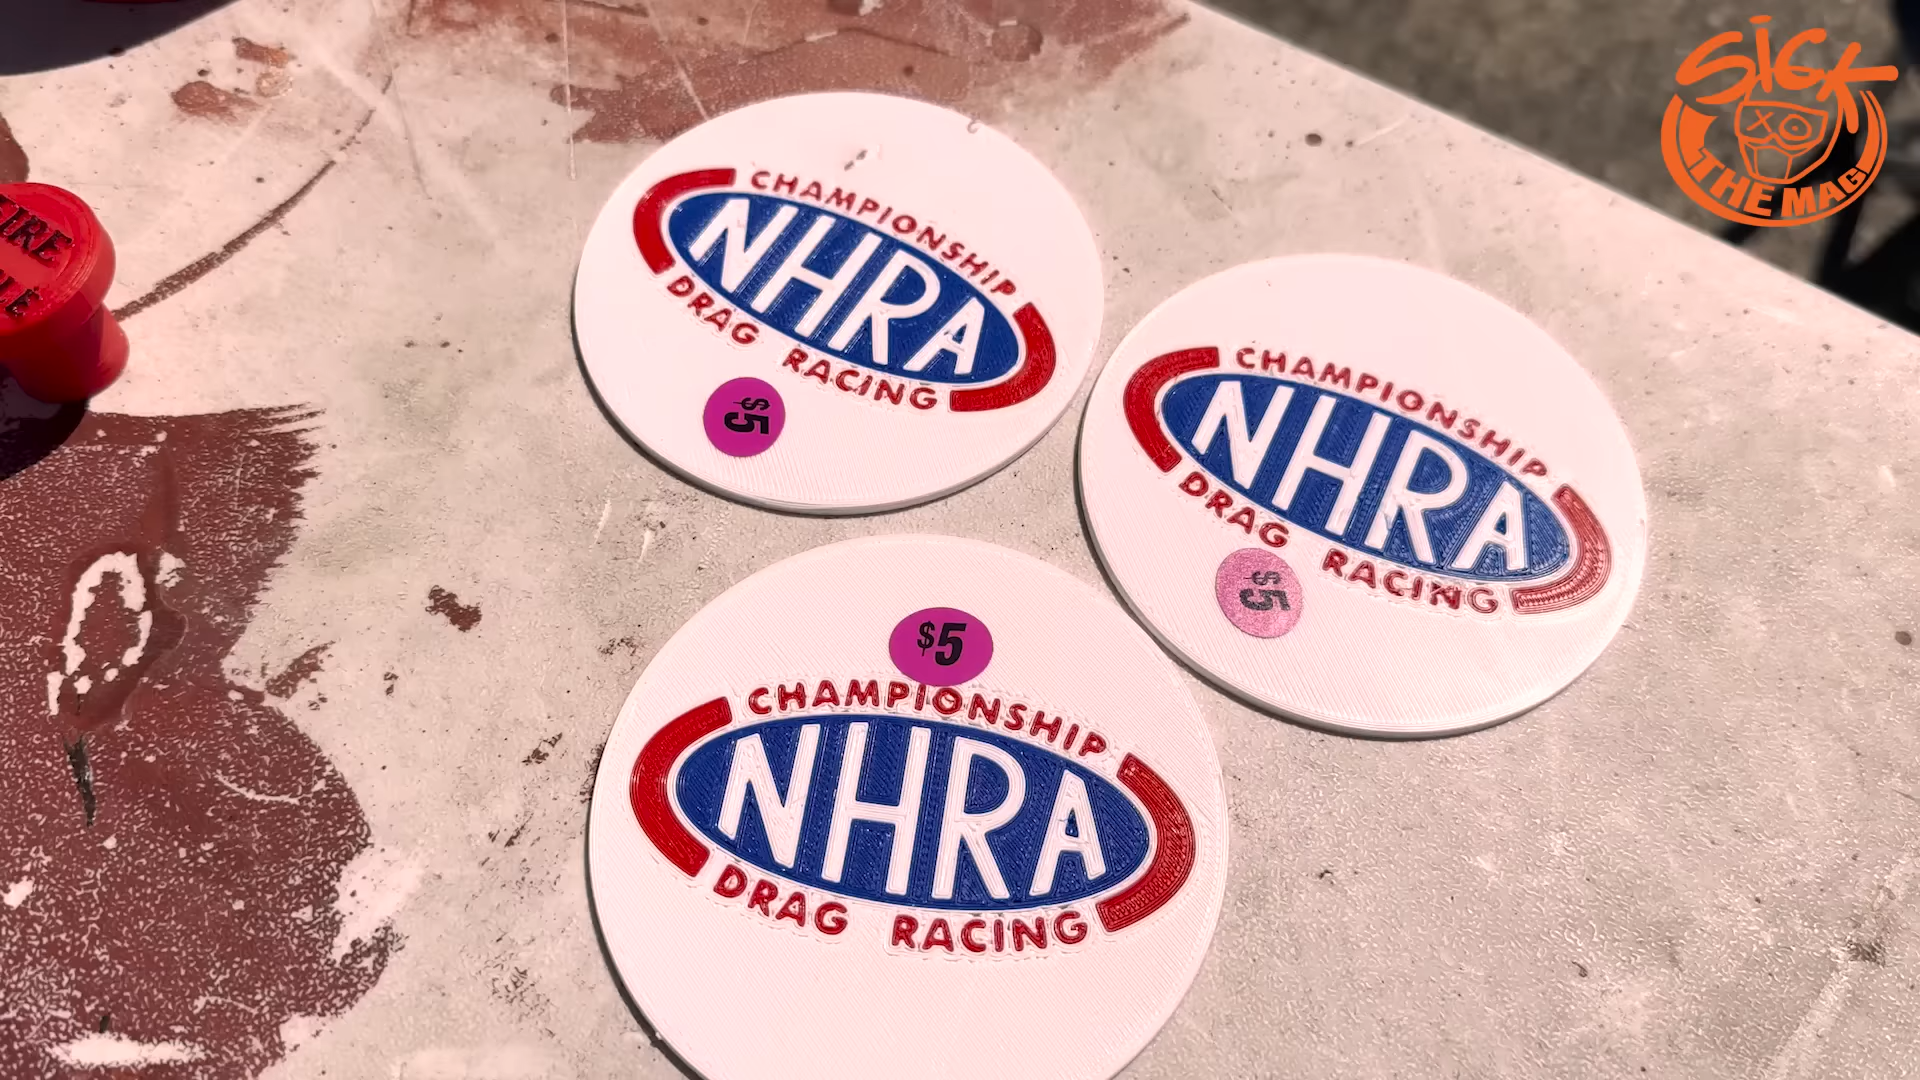 SICK
THE MAG
CHAMPIONSHIP
NHRA
DRAG RACING
$5
CHAMPIONSHIP
NHRA
DRAG RACING
$5
$5
CHAMPIONSHIP
NHRA
DRAG RACING